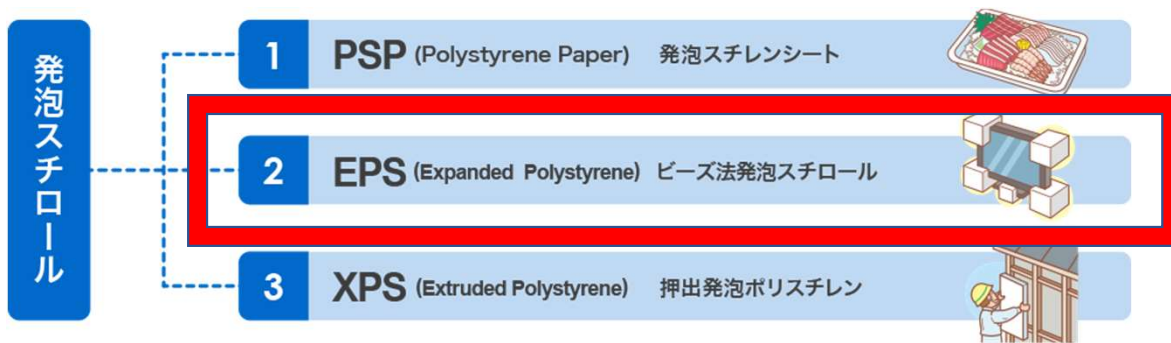 発泡スチロール
1 PSP (Polystyrene Paper) 発泡スチレンシート
2 EPS (Expanded Polystyrene) ビーズ法発泡スチロール
3 XPS (Extruded Polystyrene) 押出発泡ポリスチレン